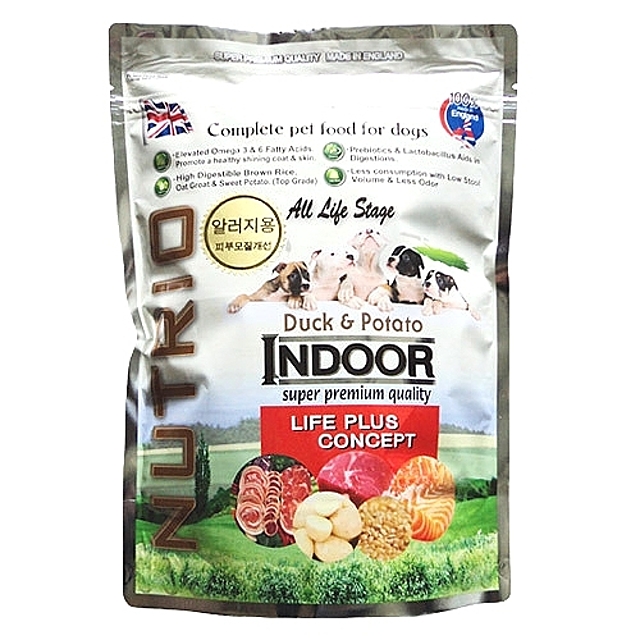 SUPER PREMIUM QUALITY MADE IN ENGLAND
100%
Made in
England
Complete pet food for dogs
Elevated Omega 3 & 6 Fatty Acids
Promote a healthy shining coat & skin.
Prebiotics & Lactobacillus Aids in
Digestions
High Digestible Brown Rice,
Oat Groat & Sweet Potato. (Top Grade)
Less consumption with Low Stool
Volume & Less Odor
All Life Stage
알러지용
피부모질개선
NUTRIO
Duck & Potato
INDOOR
super premium quality
LIFE PLUS
CONCEPT